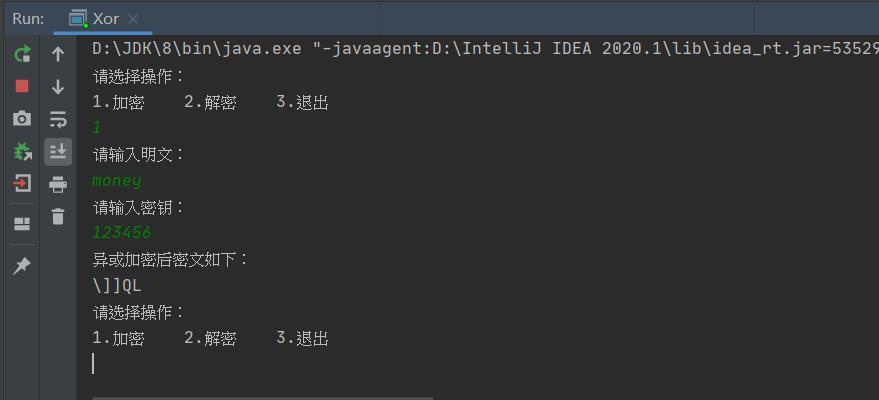 Run: Xor
D:\JDK\8\bin\java.exe "-javaagent:D:\IntelliJ IDEA 2020.1\lib\idea_rt.jar=53529
请选择操作：
1.加密    2.解密    3.退出
1
请输入明文：
money
请输入密钥：
123456
异或加密后密文如下：
\]]QL
请选择操作：
1.加密    2.解密    3.退出